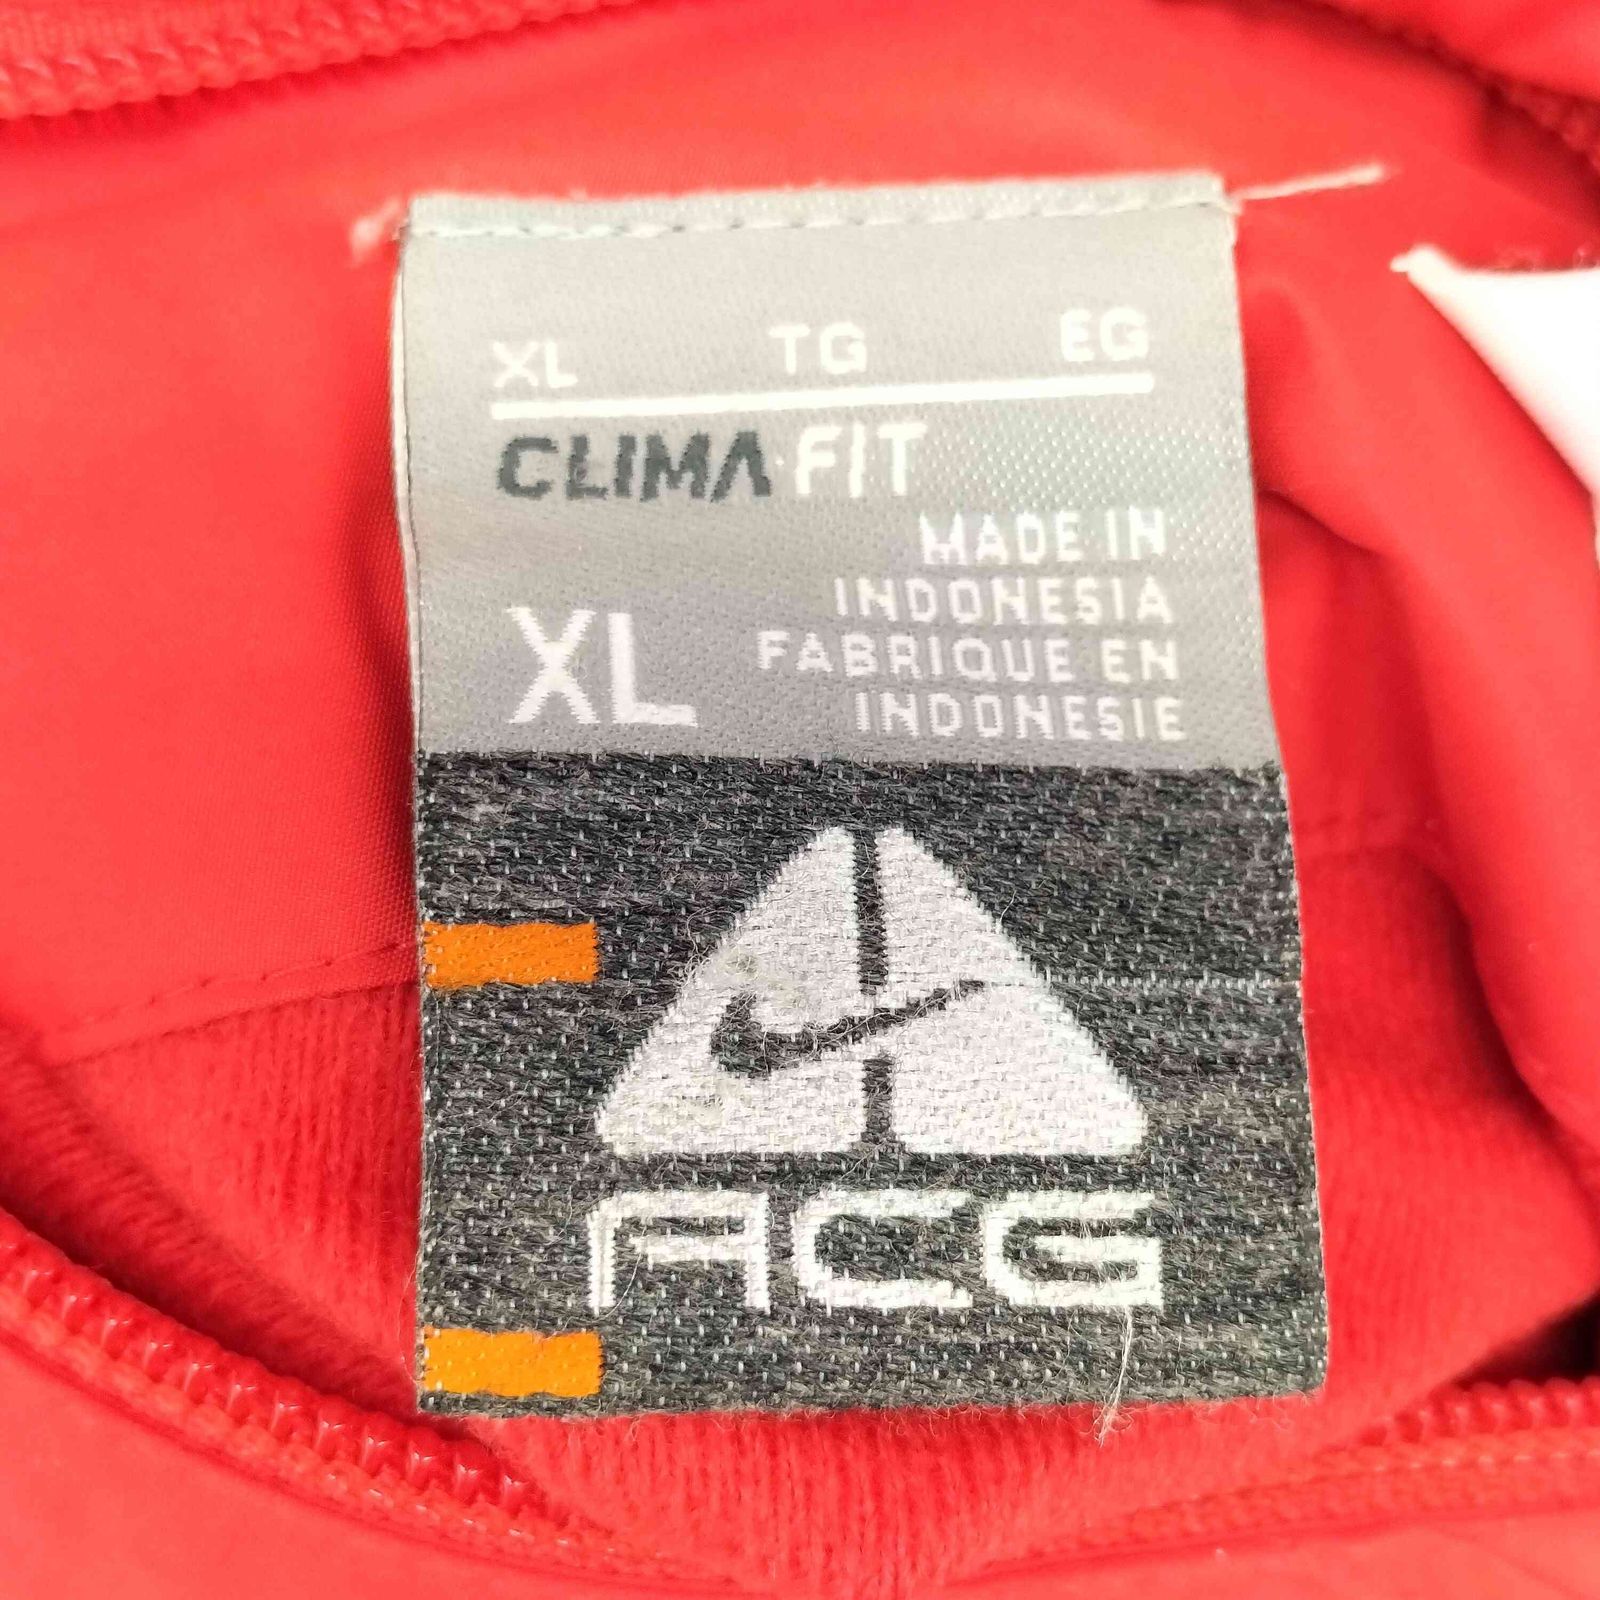 XL TG EG
CLIMA FIT
MADE IN
INDONESIA
XL
FABRIQUE EN
INDONESIE
ACG